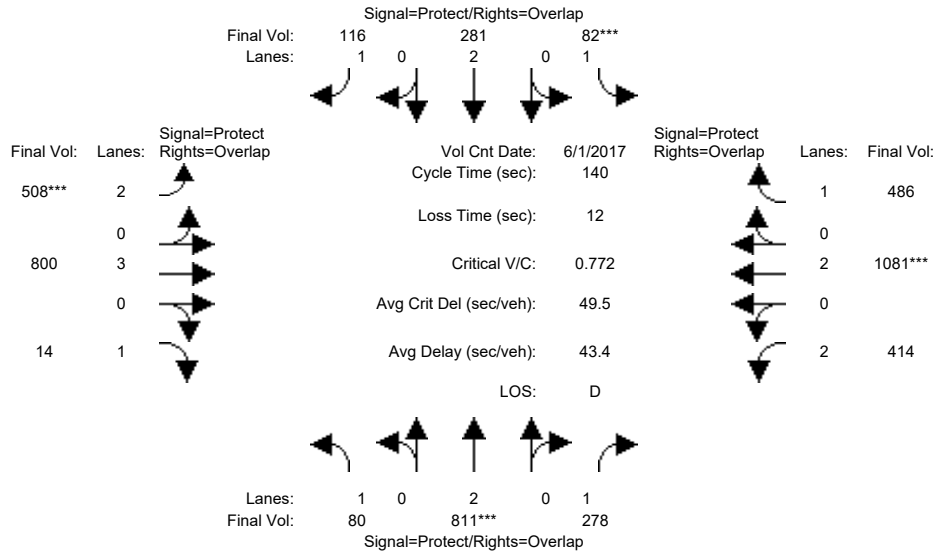 Signal=Protect/Rights=Overlap
Final Vol: 116 281 82***
Lanes: 1 0 2 0 1
Signal=Protect
Final Vol: Lanes: Rights=Overlap
Vol Cnt Date: 6/1/2017
Signal=Protect
Rights=Overlap Lanes: Final Vol:
Cycle Time (sec): 140
508*** 2
1 486
Loss Time (sec): 12
0
0
800 3
Critical V/C: 0.772
2 1081***
0
Avg Crit Del (sec/veh): 49.5
0
14 1
Avg Delay (sec/veh): 43.4
2 414
LOS: D
Lanes: 1 0 2 0 1
Final Vol: 80 811*** 278
Signal=Protect/Rights=Overlap